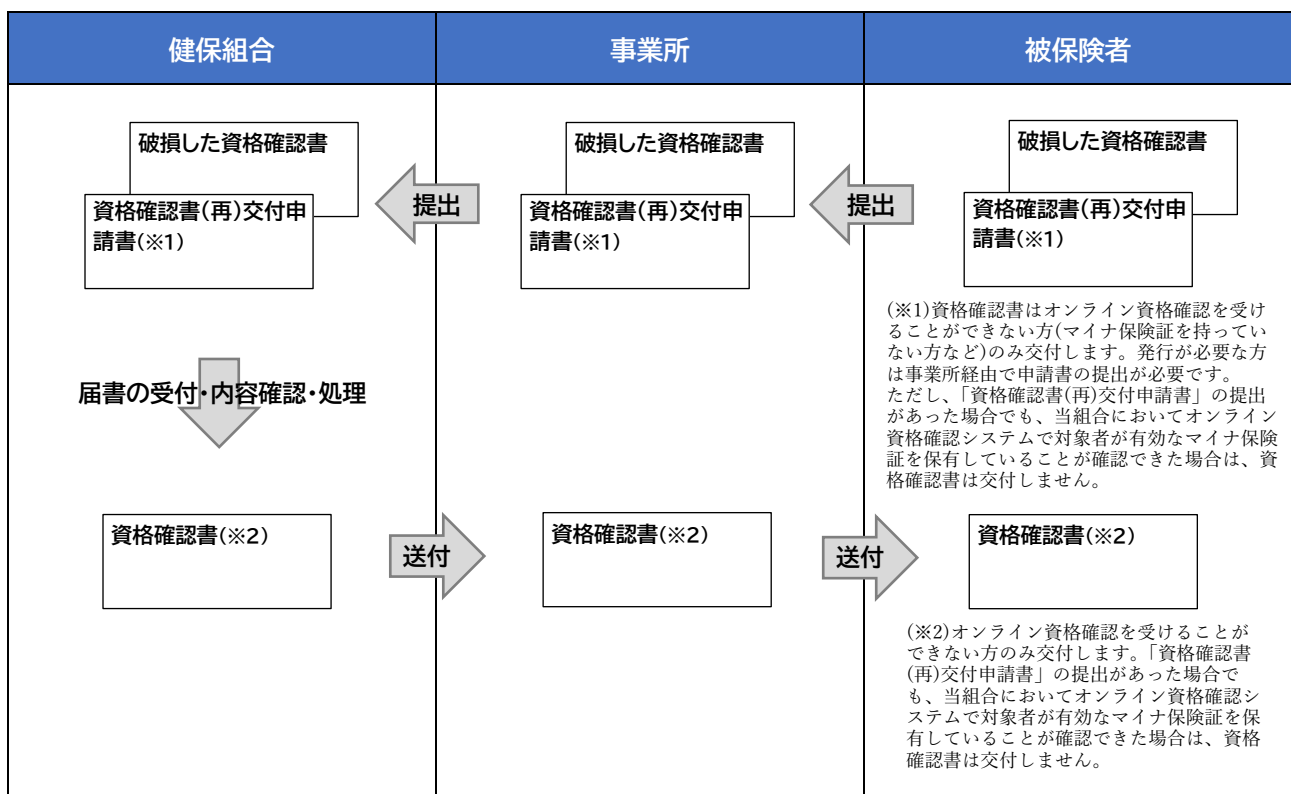 健保組合
事業所
被保険者
破損した資格確認書
資格確認書(再)交付申
請書(※1)
提出
破損した資格確認書
資格確認書(再)交付申
請書(※1)
提出
破損した資格確認書
資格確認書(再)交付申
請書(※1)
(※1)資格確認書はオンライン資格確認を受け
ることができない方(マイナ保険証を持ってい
ない方など)のみ交付します。発行が必要な方
は事業所経由で申請書の提出が必要です。
ただし、「資格確認書(再)交付申請書」の提出
があった場合でも、当組合においてオンライン
資格確認システムで対象者が有効なマイナ保険
証を保有していることが確認できた場合は、資
格確認書は交付しません。
届書の受付・内容確認・処理
資格確認書(※2)
送付
資格確認書(※2)
送付
資格確認書(※2)
(※2)オンライン資格確認を受けることが
できない方のみ交付します。「資格確認書
(再)交付申請書」の提出があった場合で
も、当組合においてオンライン資格確認シ
ステムで対象者が有効なマイナ保険証を保
有していることが確認できた場合は、資格
確認書は交付しません。